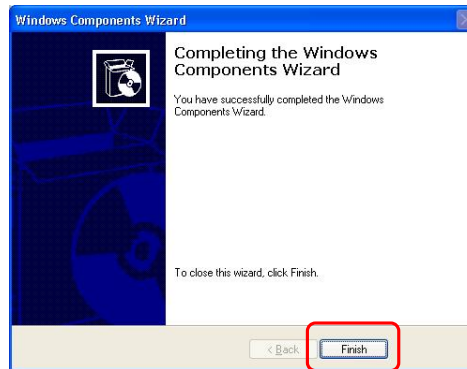 Windows Components Wizard
Completing the Windows
Components Wizard
You have successfully completed the Windows
Components Wizard.
To close this wizard, click Finish.
< Back
Finish